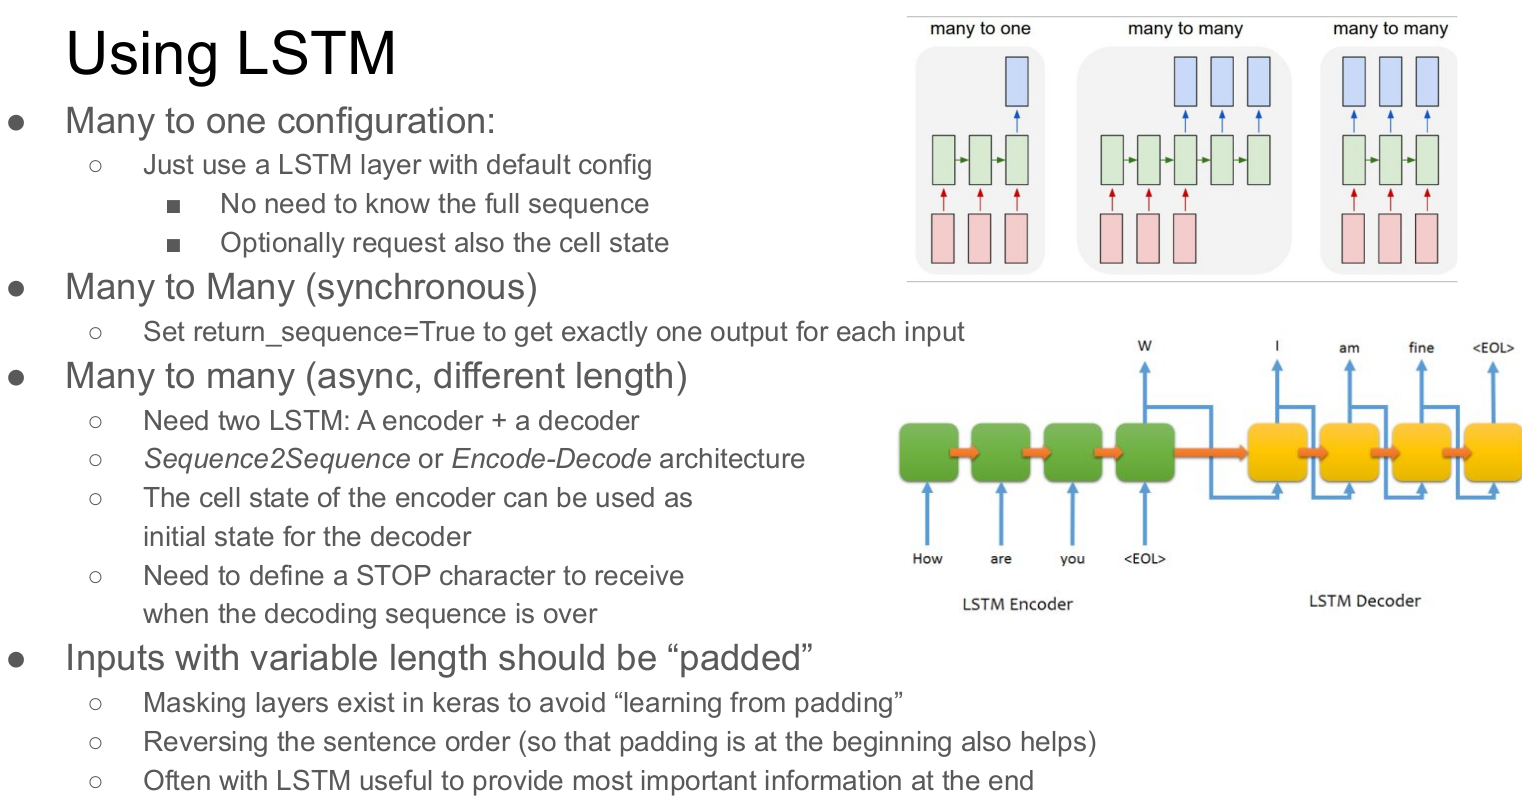 Using LSTM
● Many to one configuration:
○ Just use a LSTM layer with default config
■ No need to know the full sequence
■ Optionally request also the cell state
● Many to Many (synchronous)
○ Set return_sequence=True to get exactly one output for each input
● Many to many (async, different length)
○ Need two LSTM: A encoder + a decoder
○ Sequence2Sequence or Encode-Decode architecture
○ The cell state of the encoder can be used as
initial state for the decoder
○ Need to define a STOP character to receive
when the decoding sequence is over
● Inputs with variable length should be “padded”
○ Masking layers exist in keras to avoid “learning from padding”
○ Reversing the sentence order (so that padding is at the beginning also helps)
○ Often with LSTM useful to provide most important information at the end
many to one many to many many to many
W I am fine <EOL>
How are you <EOL>
LSTM Encoder LSTM Decoder